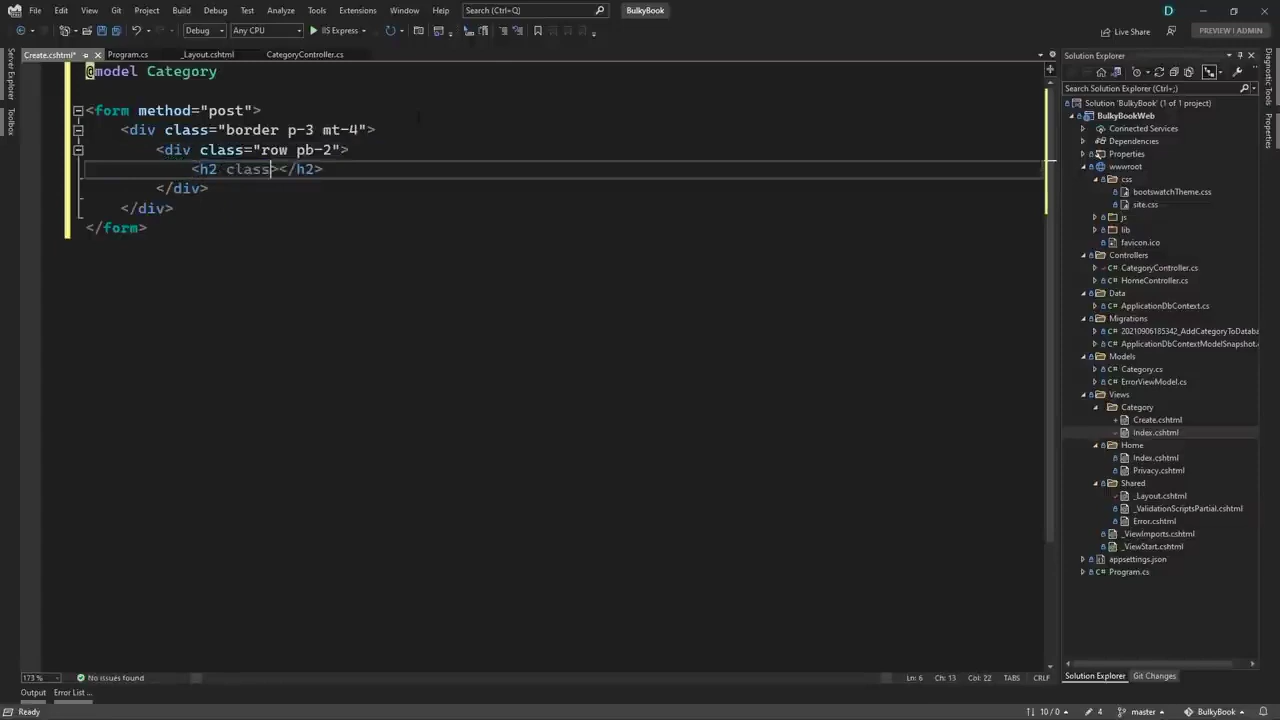 File Edit View Git Project Build Debug Test Analyze Tools Extensions Window Help Search (Ctrl+Q) BulkyBook D
Debug Any CPU IIS Express Live Share PREVIEW | ADMIN
Create.cshtml* Program.cs _Layout.cshtml CategoryController.cs
Server Explorer
Toolbox
@model Category
<form method="post">
<div class="border p-3 mt-4">
<div class="row pb-2">
<h2 class></h2>
</div>
</div>
</form>
173 % No issues found Ln: 6 Ch: 13 Col: 22 TABS CRLF
Output Error List ...
Ready 10 / 0 4 master BulkyBook
Solution Explorer
Search Solution Explorer (Ctrl+;)
Solution 'BulkyBook' (1 of 1 project)
BulkyBookWeb
Connected Services
Dependencies
Properties
wwwroot
css
bootswatchTheme.css
site.css
js
lib
favicon.ico
Controllers
CategoryController.cs
HomeController.cs
Data
ApplicationDbContext.cs
Migrations
20210906185342_AddCategoryToDataba
ApplicationDbContextModelSnapshot.c
Models
Category.cs
ErrorViewModel.cs
Views
Category
Create.cshtml
Index.cshtml
Home
Index.cshtml
Privacy.cshtml
Shared
_Layout.cshtml
_ValidationScriptsPartial.cshtml
Error.cshtml
_ViewImports.cshtml
_ViewStart.cshtml
appsettings.json
Program.cs
Solution Explorer Git Changes
Diagnostic Tools
Properties